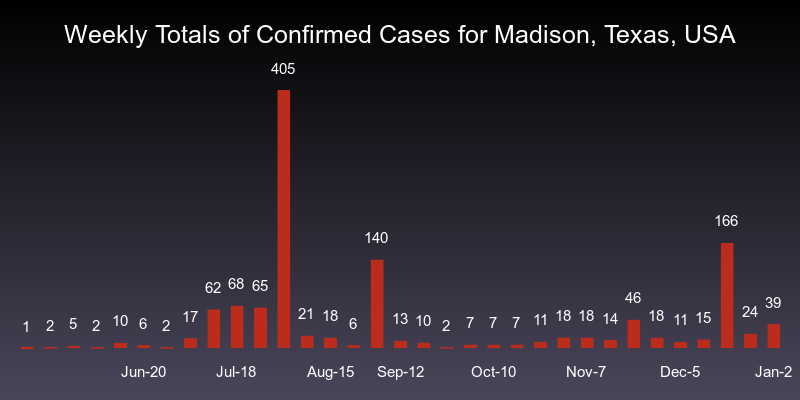 Weekly Totals of Confirmed Cases for Madison, Texas, USA
405
166
140
62 68 65
46
39
24
1 2 5 2 10 6 2 17 21 18 6 13 10 2 7 7 7 11 18 18 14 18 11 15
Jun-20 Jul-18 Aug-15 Sep-12 Oct-10 Nov-7 Dec-5 Jan-2